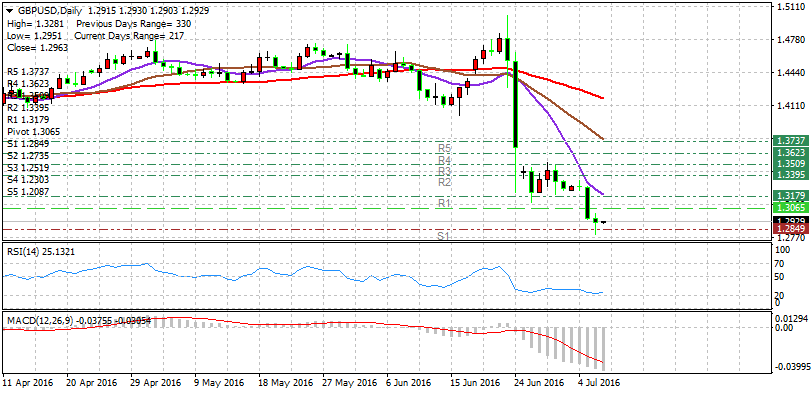 GBPUSD,Daily 1.2915 1.2930 1.2903 1.2929
High= 1.3281 Previous Days Range= 330
Low= 1.2951 Current Days Range= 217
Close= 1.2963
R5 1.3737
R4 1.3623
R2 1.3395
R1 1.3179
Pivot 1.3065
S1 1.2849
S2 1.2735
S3 1.2519
S4 1.2303
S5 1.2087
R5
R4
R3
R2
R1
S1
1.5110
1.4780
1.4440
1.4110
1.3737
1.3623
1.3509
1.3395
1.3179
1.3065
1.2929
1.2849
1.2770
RSI(14) 25.1321
100
70
50
20
0
MACD(12,26,9) -0.03755 -0.03054
0.01294
0.00
-0.03995
11 Apr 2016 20 Apr 2016 29 Apr 2016 9 May 2016 18 May 2016 27 May 2016 6 Jun 2016 15 Jun 2016 24 Jun 2016 4 Jul 2016